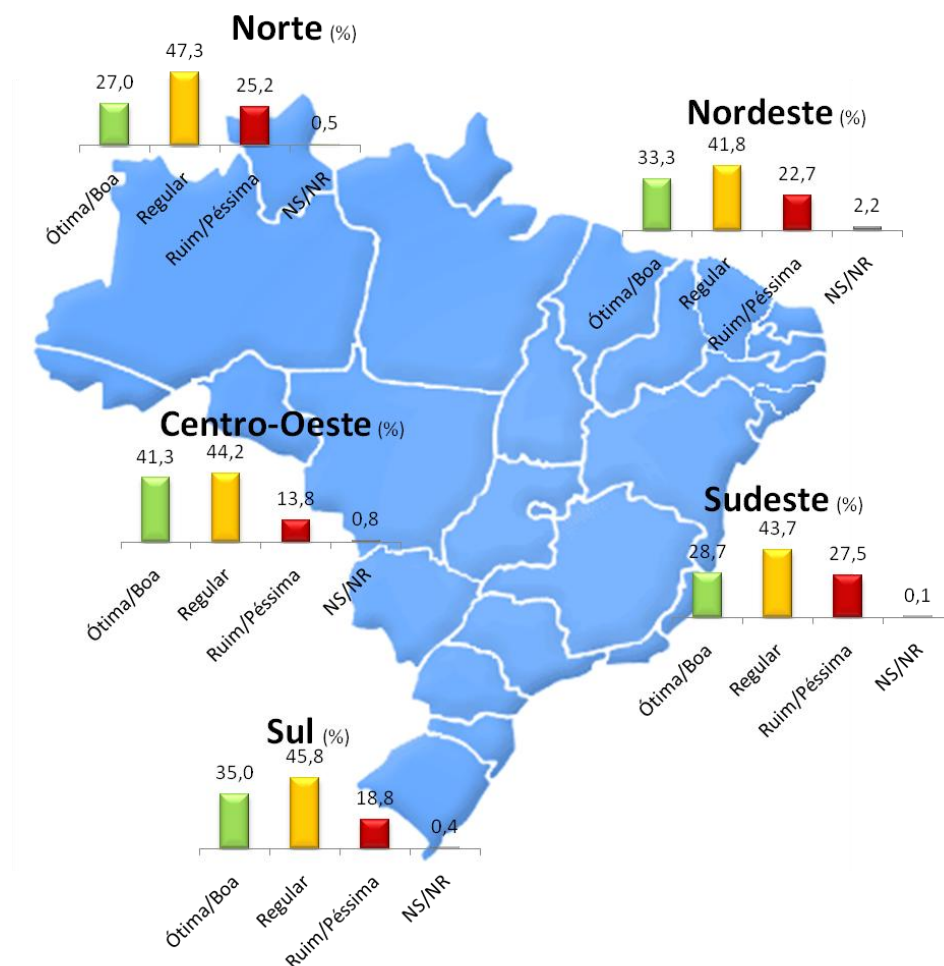 Norte (%)
47,3
27,0
25,2
0,5
Ótima/Boa
Regular
Ruim/Péssima
NS/NR
Nordeste (%)
41,8
33,3
22,7
2,2
Ótima/Boa
Regular
Ruim/Péssima
NS/NR
Centro-Oeste (%)
41,3
44,2
13,8
0,8
Ótima/Boa
Regular
Ruim/Péssima
NS/NR
Sudeste (%)
43,7
28,7
27,5
0,1
Ótima/Boa
Regular
Ruim/Péssima
NS/NR
Sul (%)
45,8
35,0
18,8
0,4
Ótima/Boa
Regular
Ruim/Péssima
NS/NR